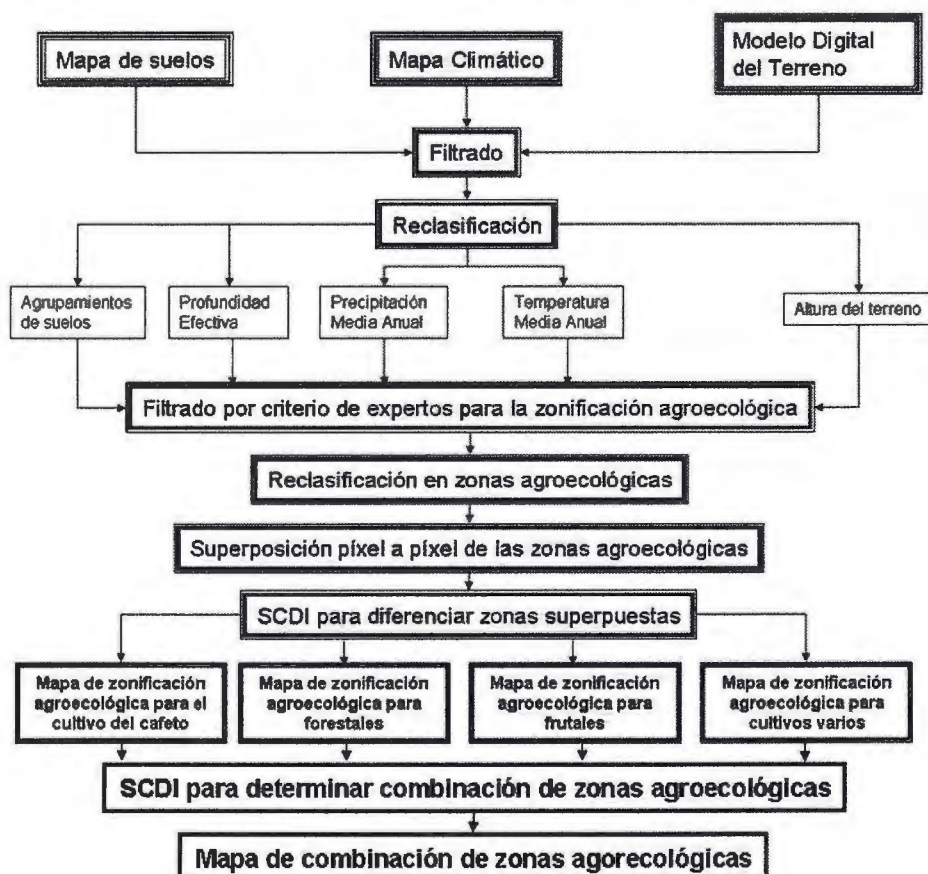 Mapa de suelos
Mapa Climático
Modelo Digital
del Terreno
Filtrado
Reclasificación
Agrupamientos
de suelos
Profundidad
Efectiva
Precipitación
Media Anual
Temperatura
Media Anual
Altura del terreno
Filtrado por criterio de expertos para la zonificación agroecológica
Reclasificación en zonas agroecológicas
Superposición píxel a píxel de las zonas agroecológicas
SCDI para diferenciar zonas superpuestas
Mapa de zonificación
agroecológica para el
cultivo del cafeto
Mapa de zonificación
agroecológica para
forestales
Mapa de zonificación
agroecológica para
frutales
Mapa de zonificación
agroecológica para
cultivos varios
SCDI para determinar combinación de zonas agroecológicas
Mapa de combinación de zonas agorecológicas